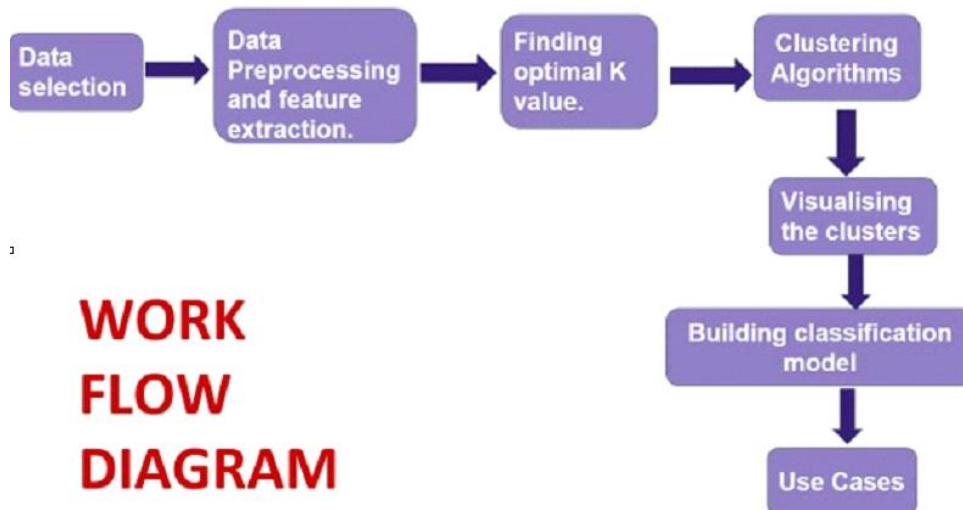 Data
selection
Data
Preprocessing
and feature
extraction.
Finding
optimal K
value.
Clustering
Algorithms
Visualising
the clusters
Building classification
model
Use Cases
WORK
FLOW
DIAGRAM